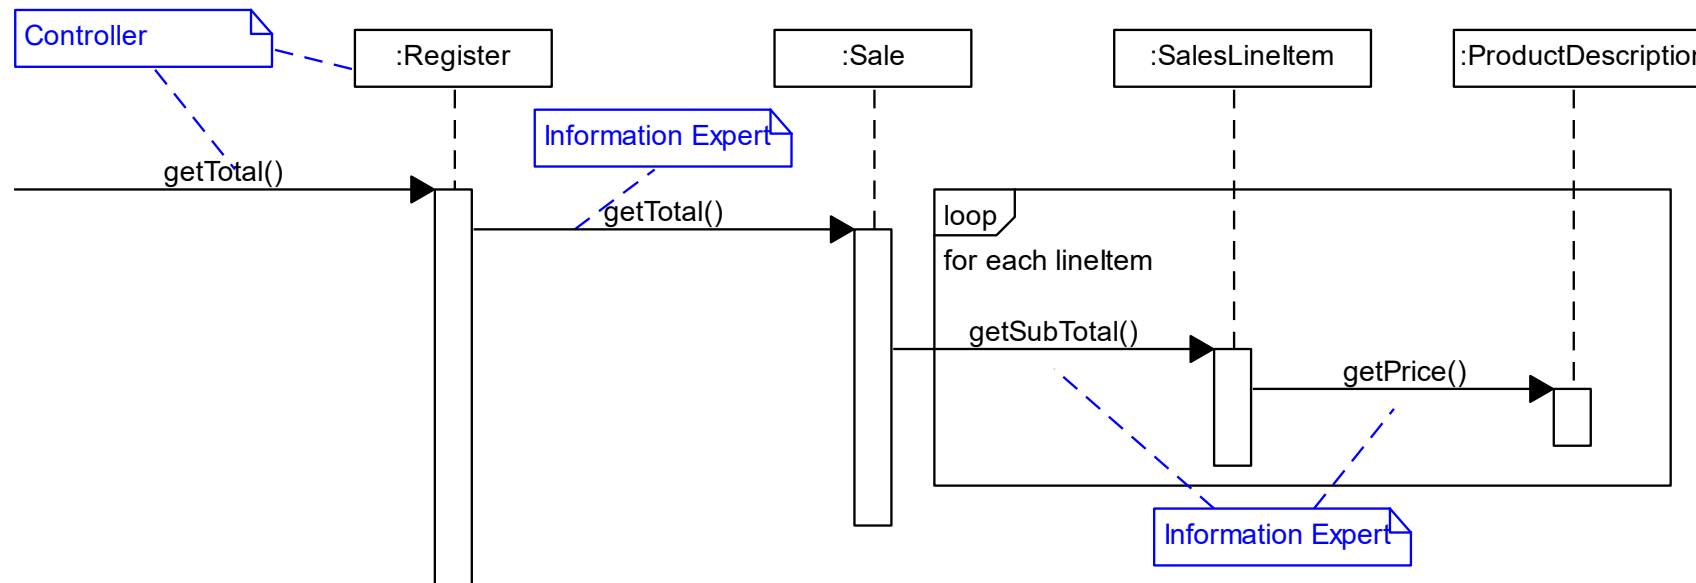 Controller
:Register
:Sale
:SalesLineItem
:ProductDescription
Information Expert
getTotal()
getTotal()
loop
for each lineItem
getSubTotal()
getPrice()
Information Expert